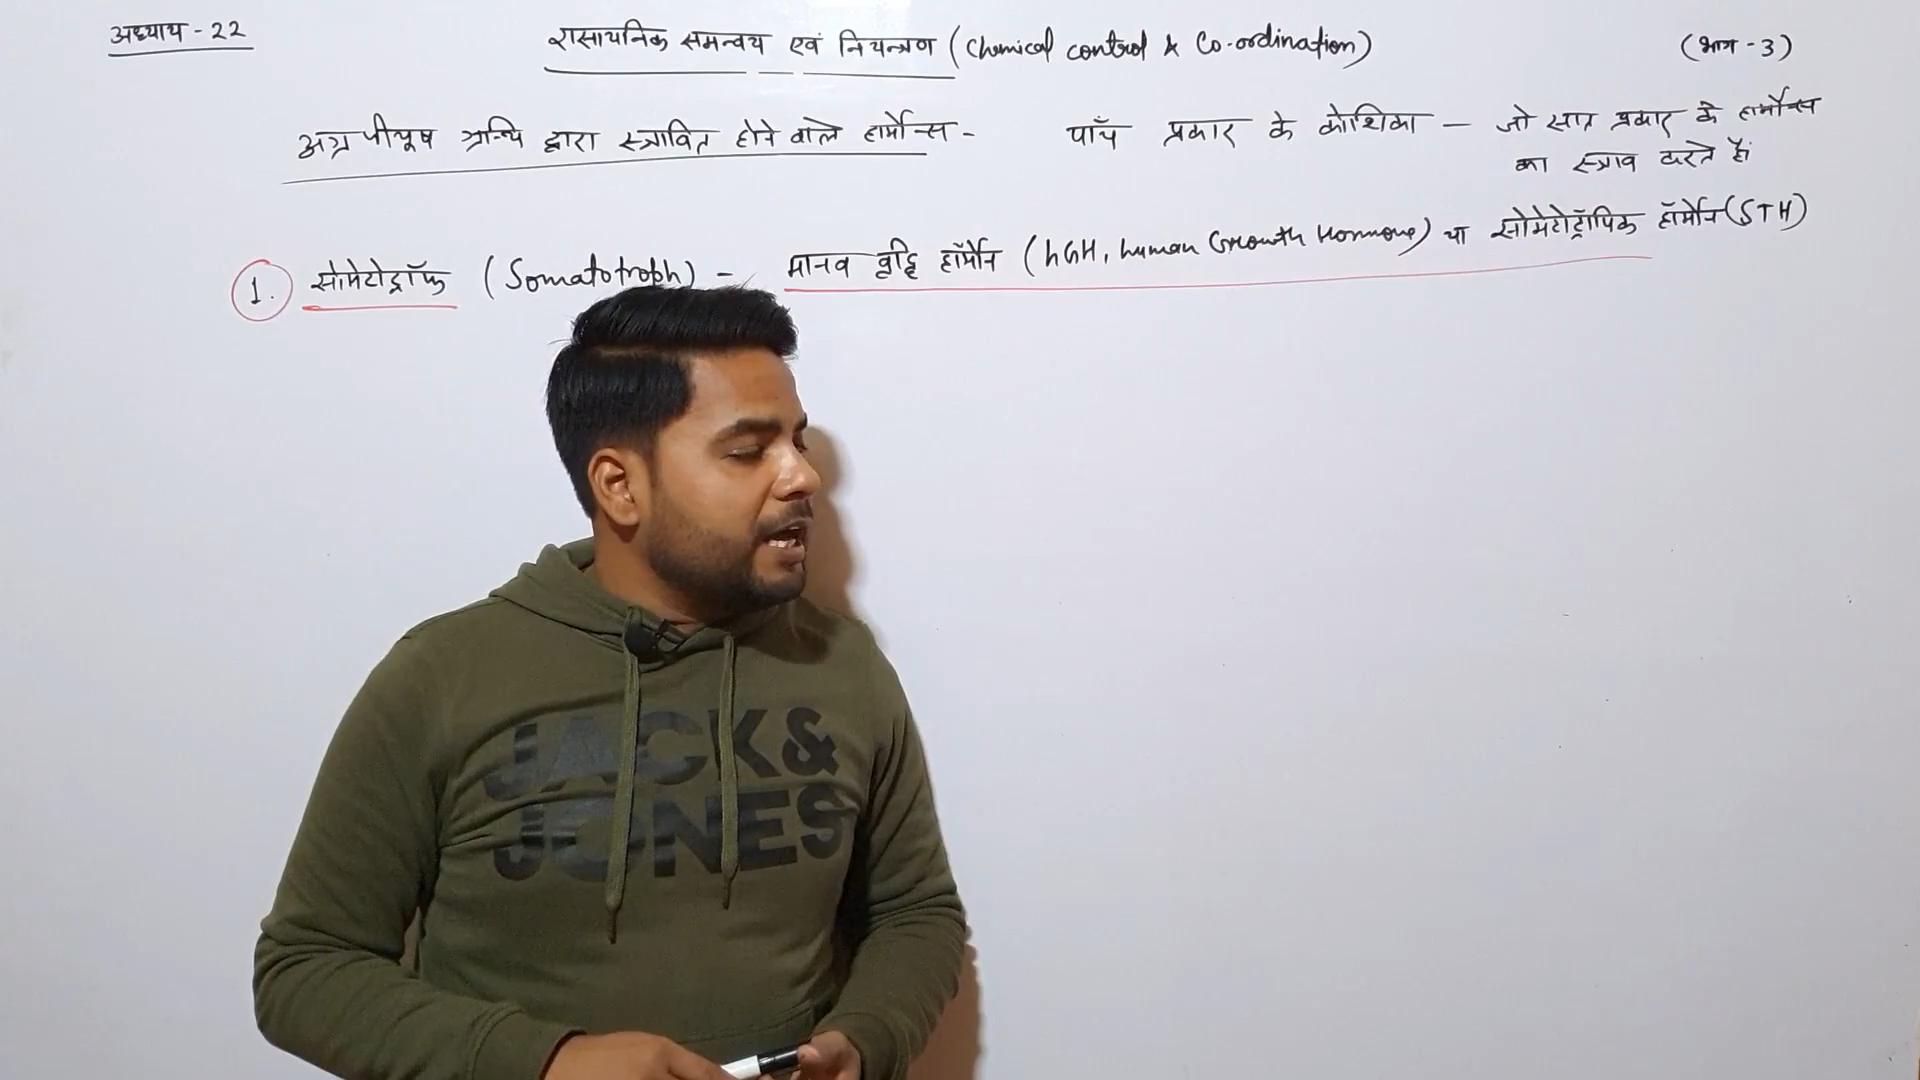 अध्याय - 22
रासायनिक समन्वय एवं नियन्त्रण (Chemical control & Co-ordination)
(भाग - 3)
अग्र पीयूष ग्रन्थि द्वारा स्त्रावित होने वाले हार्मोन्स - पाँच प्रकार के कोशिका – जो सात प्रकार के हार्मोन्स
का स्त्राव करते हैं।
1. सोमेटोट्रॉफ (Somatotroph) - मानव वृद्धि हॉर्मोन (hGH, human Growth Hormone) या सोमेटोट्रॉपिक हॉर्मोन (STH)
JACK &
JONES